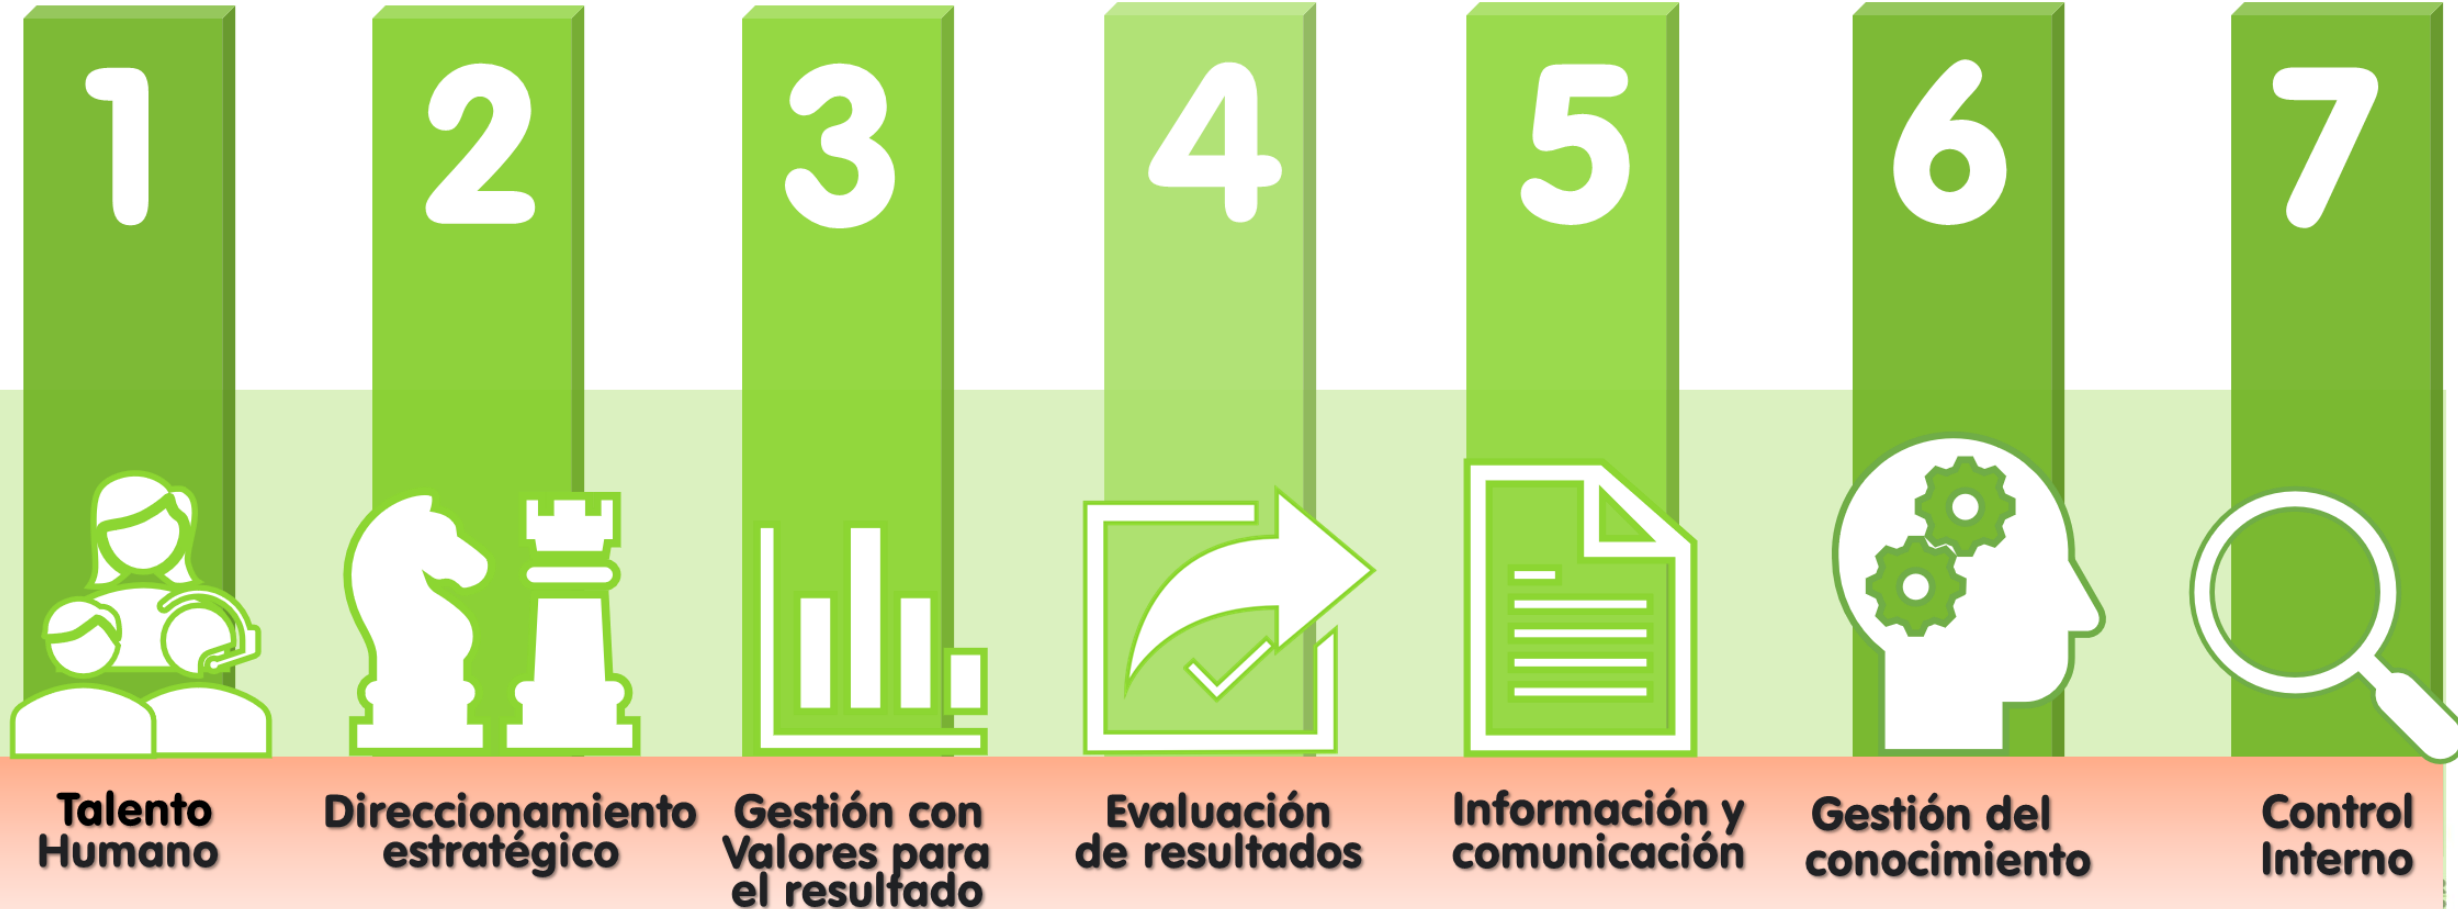 1
2
3
4
5
6
7
Talento
Humano
Direccionamiento
estratégico
Gestión con
Valores para
el resultado
Evaluación
de resultados
Información y
comunicación
Gestión del
conocimiento
Control
Interno